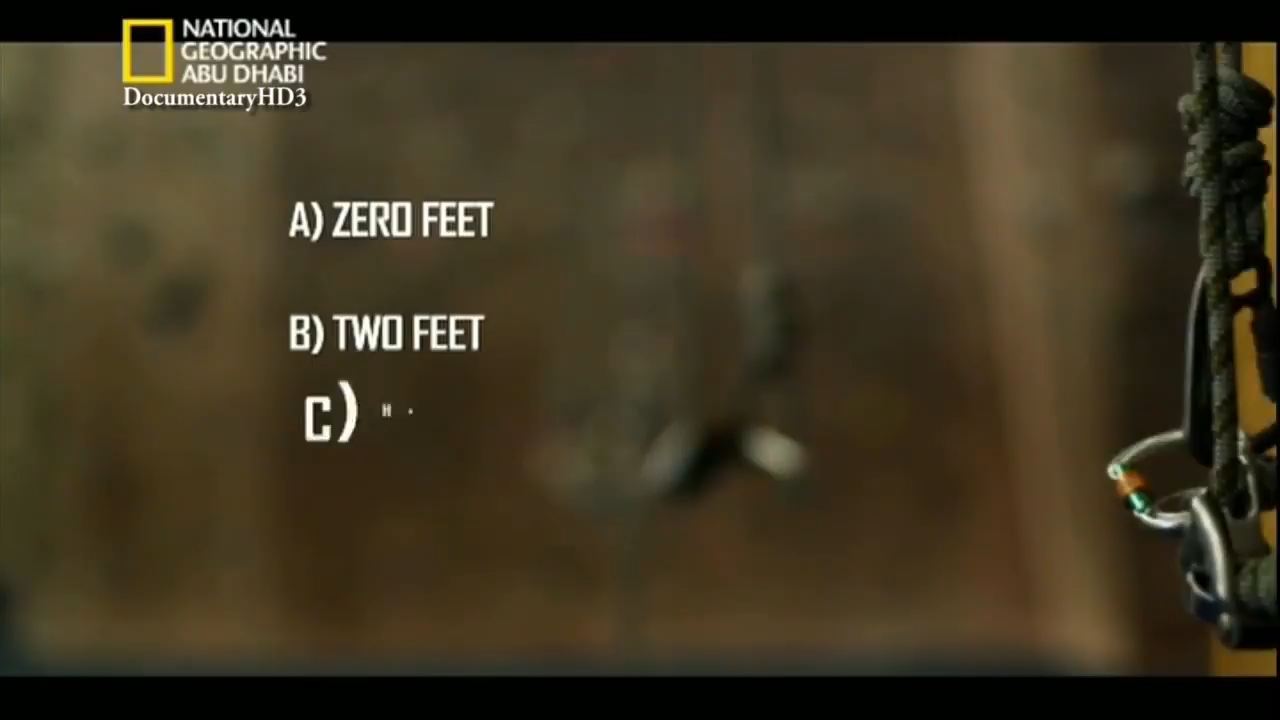 NATIONAL
GEOGRAPHIC
ABU DHABI
DocumentaryHD3
A) ZERO FEET
B) TWO FEET
C) H